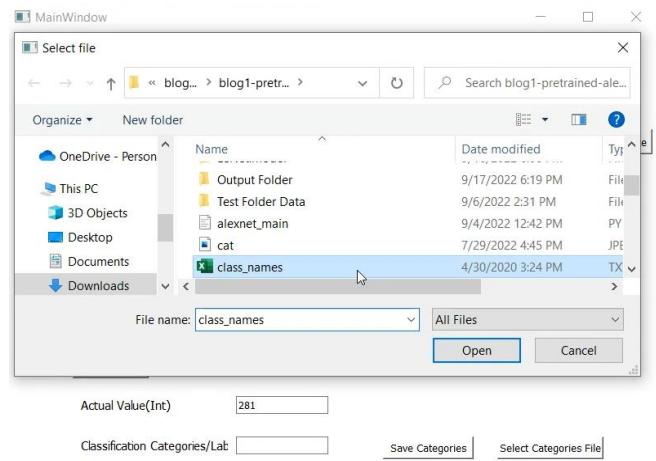 MainWindow
Select file
« blog... > blog1-pretr... >
Search blog1-pretrained-ale...
Organize
New folder
Name
Date modified
OneDrive - Person
Output Folder
9/17/2022 6:19 PM
File
This PC
Test Folder Data
9/6/2022 2:31 PM
File
3D Objects
alexnet_main
9/4/2022 12:42 PM
PY
Desktop
cat
7/29/2022 4:45 PM
JPE
Documents
class_names
4/30/2020 3:24 PM
TX
Downloads
File name: class_names
All Files
Open
Cancel
Actual Value(Int)
281
Classification Categories/Lab
Save Categories
Select Categories File